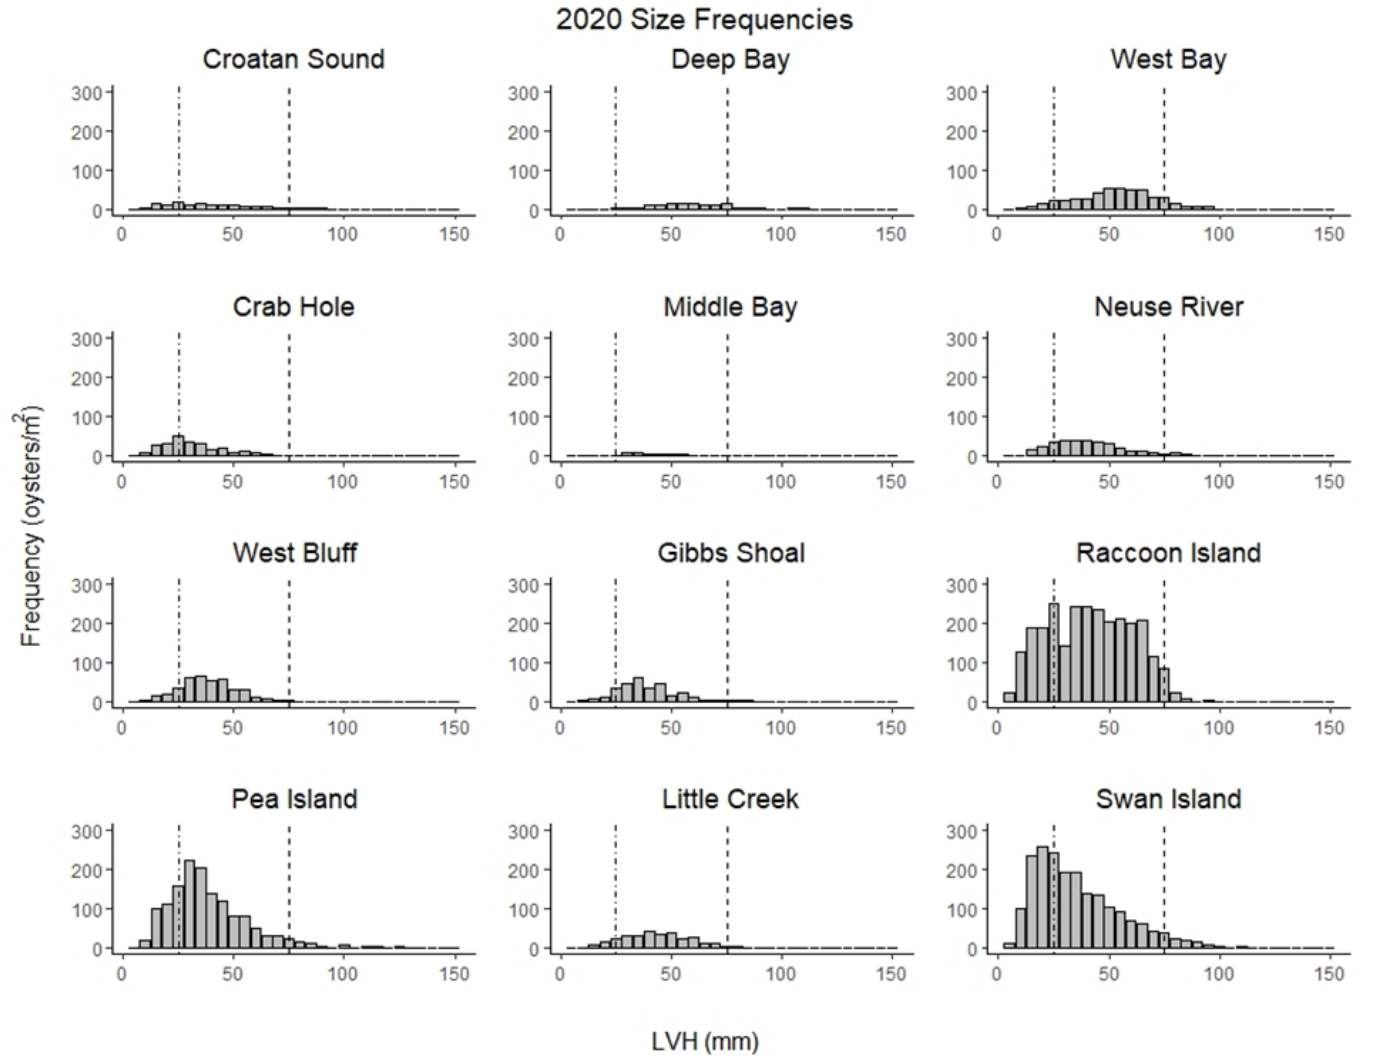 2020 Size Frequencies
Croatan Sound
Deep Bay
West Bay
300
200
100
0
0 50 100 150
300
200
100
0
0 50 100 150
300
200
100
0
0 50 100 150
Crab Hole
Middle Bay
Neuse River
300
200
100
0
0 50 100 150
300
200
100
0
0 50 100 150
300
200
100
0
0 50 100 150
Frequency (oysters/m²)
West Bluff
Gibbs Shoal
Raccoon Island
300
200
100
0
0 50 100 150
300
200
100
0
0 50 100 150
300
200
100
0
0 50 100 150
Pea Island
Little Creek
Swan Island
300
200
100
0
0 50 100 150
300
200
100
0
0 50 100 150
300
200
100
0
0 50 100 150
LVH (mm)